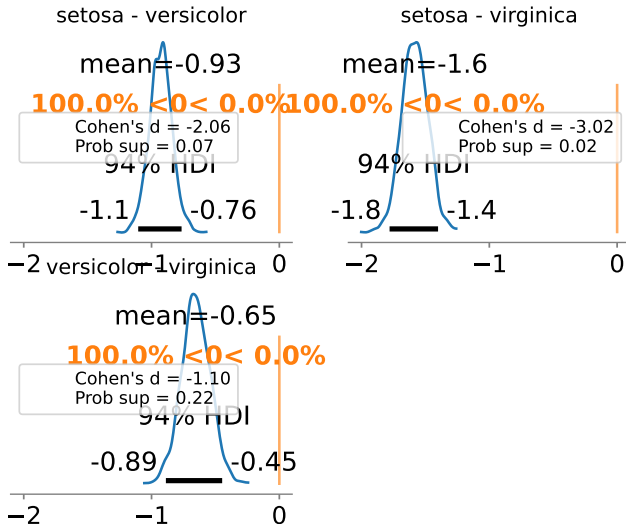 setosa - versicolor
mean=-0.93
100.0% <0< 0.0%
Cohen's d = -2.06
Prob sup = 0.07
94% HDI
-1.1 -0.76
−2 −1 0
setosa - virginica
mean=-1.6
100.0% <0< 0.0%
Cohen's d = -3.02
Prob sup = 0.02
94% HDI
-1.8 -1.4
−2 −1 0
versicolor - virginica
mean=-0.65
100.0% <0< 0.0%
Cohen's d = -1.10
Prob sup = 0.22
94% HDI
-0.89 -0.45
−2 −1 0